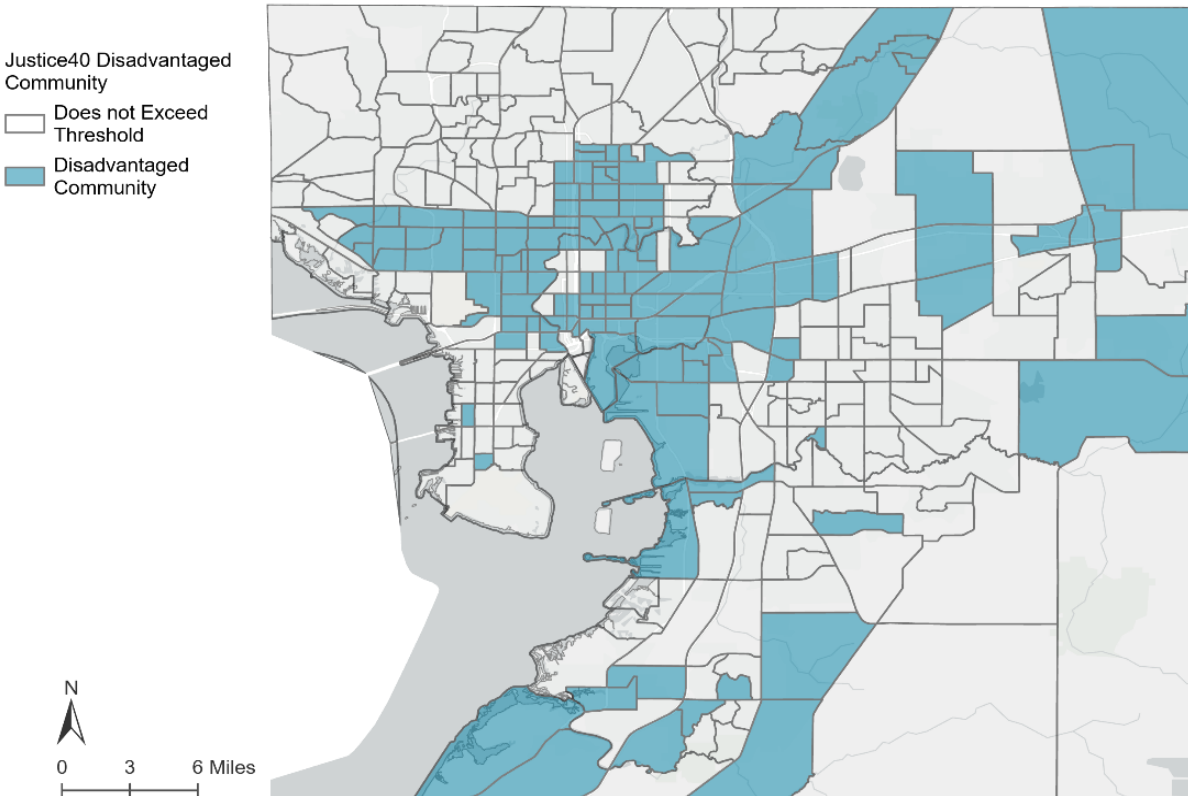 Justice40 Disadvantaged
Community
Does not Exceed
Threshold
Disadvantaged
Community
N
0 3 6 Miles